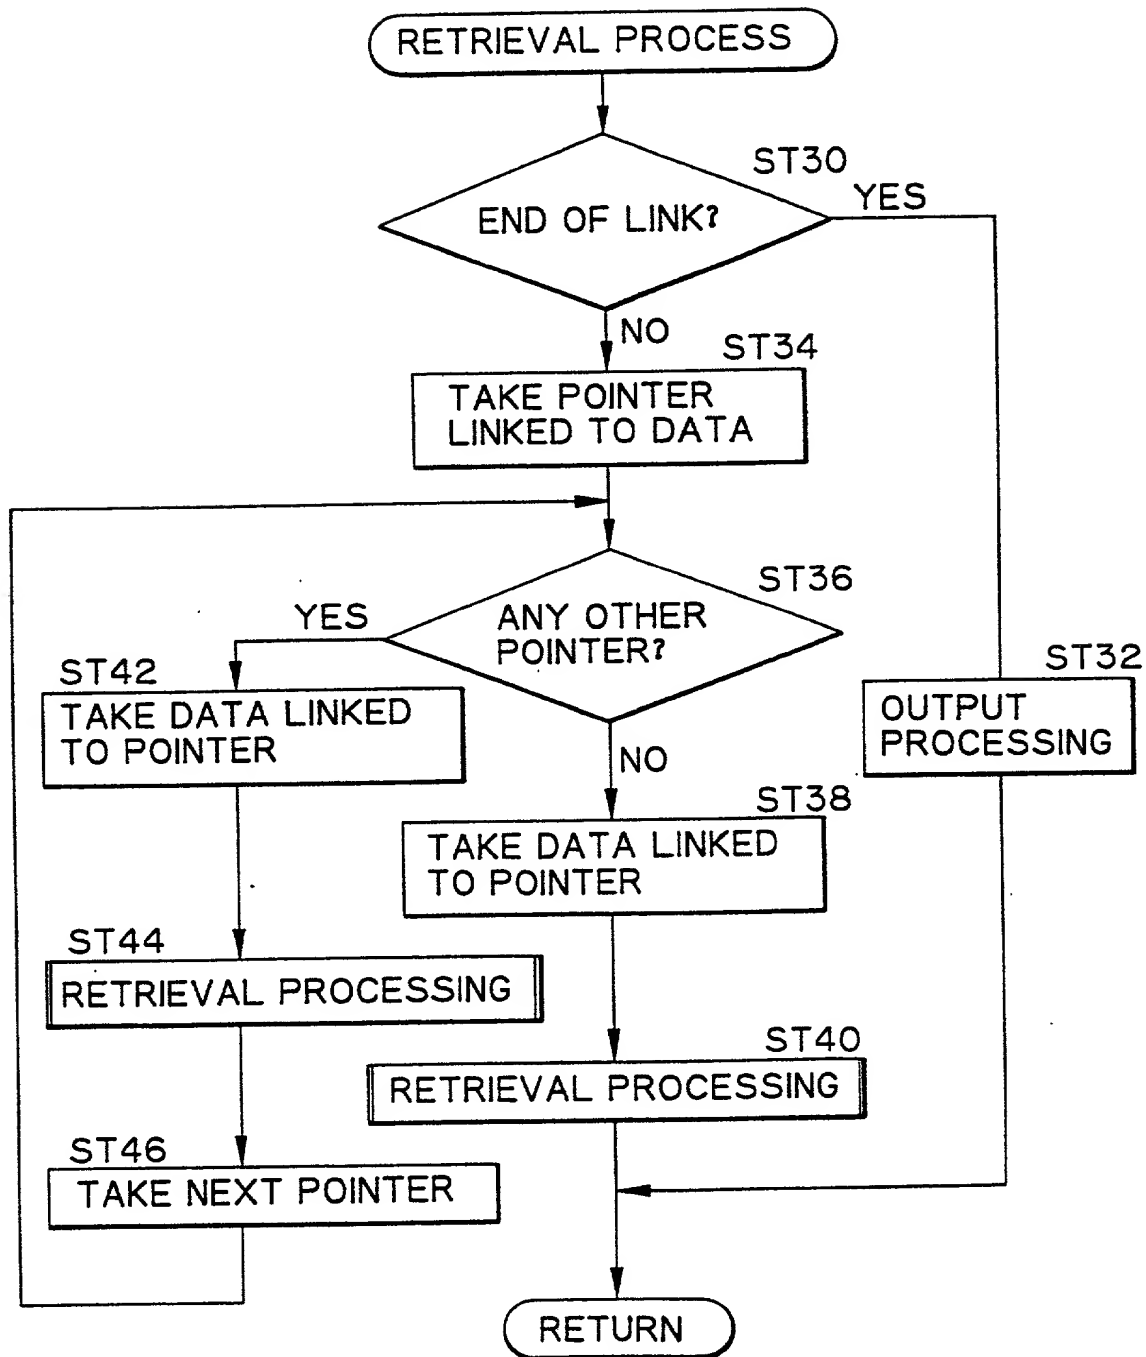 RETRIEVAL PROCESS
ST30
YES
END OF LINK?
NO
ST34
TAKE POINTER
LINKED TO DATA
ST36
YES
ANY OTHER
POINTER?
ST42
TAKE DATA LINKED
TO POINTER
ST32
OUTPUT
PROCESSING
NO
ST38
TAKE DATA LINKED
TO POINTER
ST44
RETRIEVAL PROCESSING
ST40
RETRIEVAL PROCESSING
ST46
TAKE NEXT POINTER
RETURN